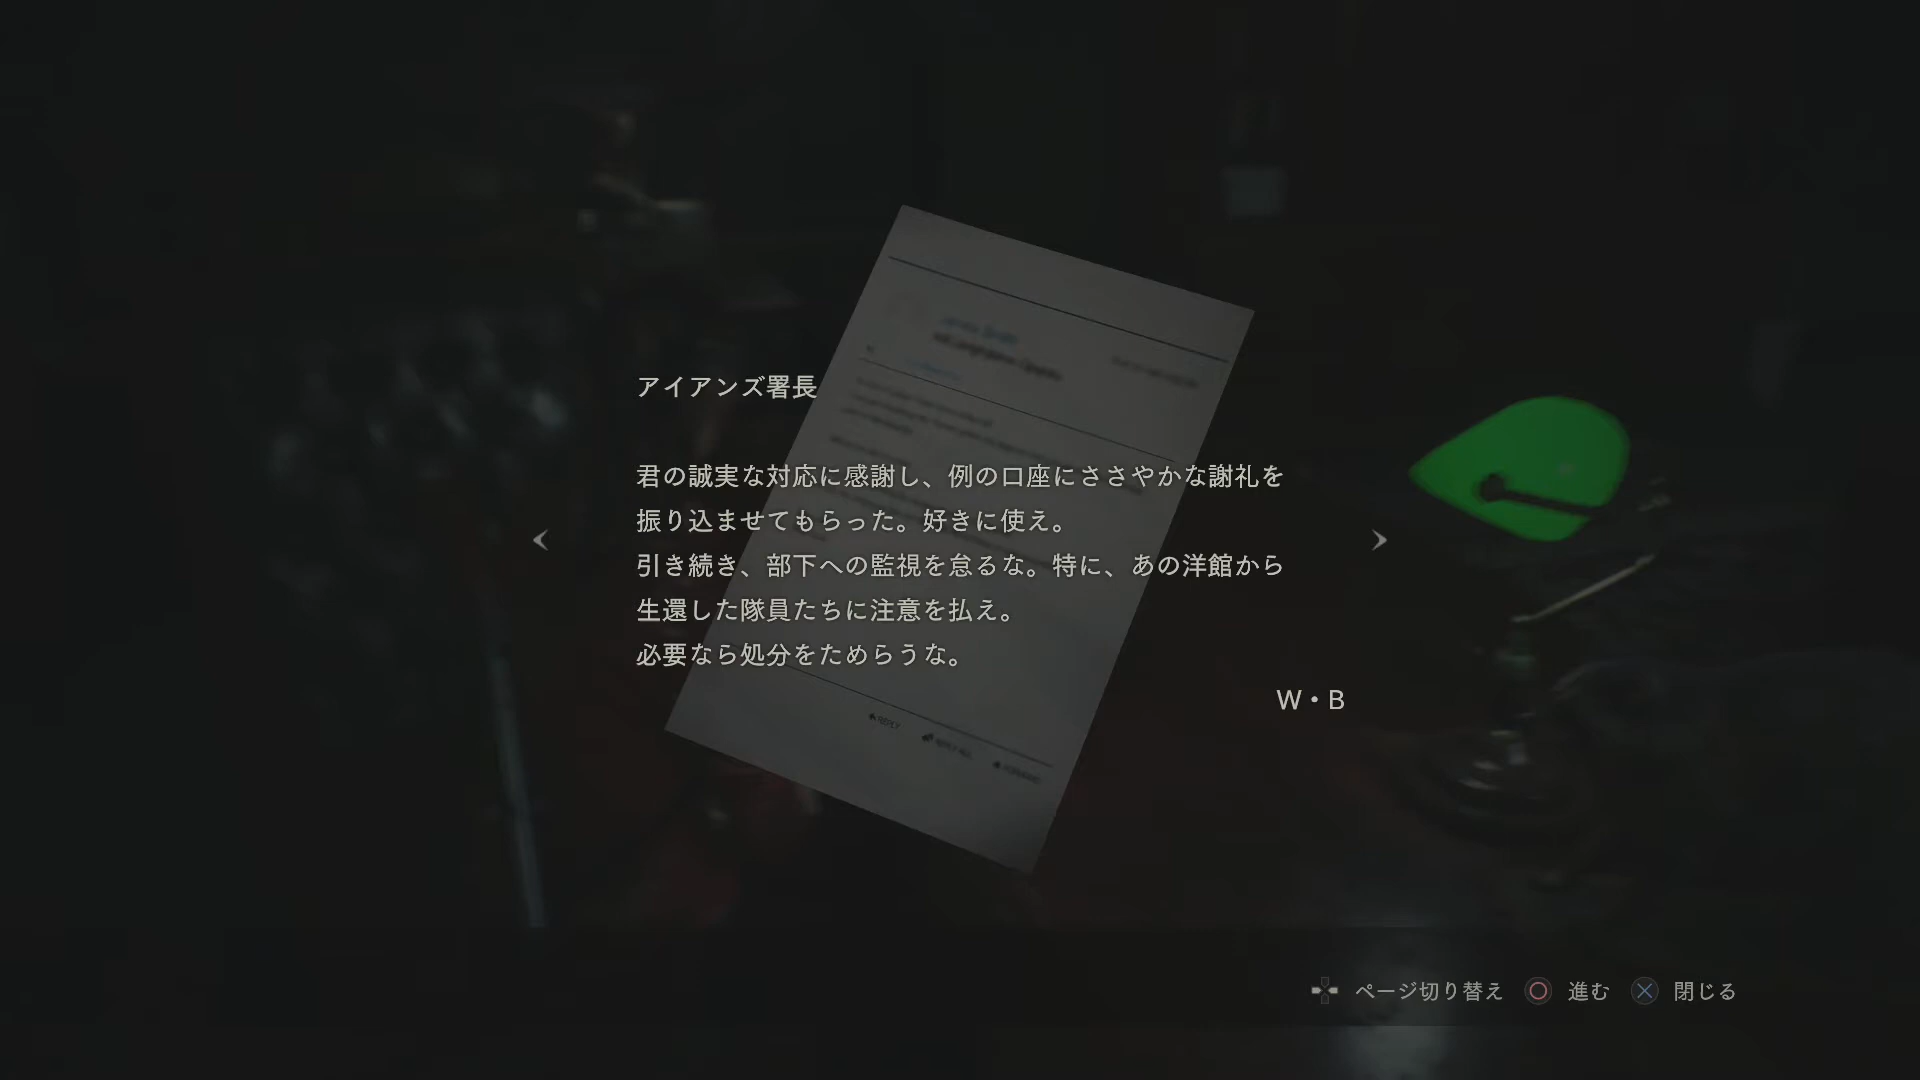 アイアンズ署長
君の誠実な対応に感謝し、例の口座にささやかな謝礼を
振り込ませてもらった。好きに使え。
引き続き、部下への監視を怠るな。特に、あの洋館から
生還した隊員たちに注意を払え。
必要なら処分をためらうな。
W・B
REPLY
REPLY ALL
ページ切り替え 進む 閉じる